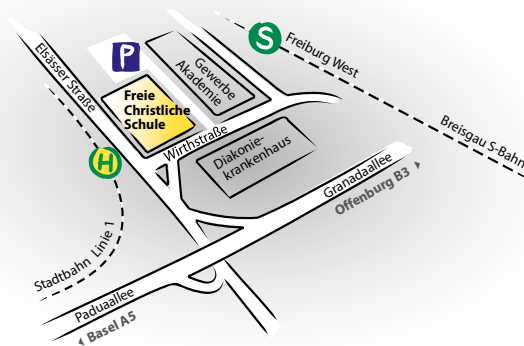 Elsässer Straße
P
S
Freiburg West
Gewerbe
Akademie
Freie
Christliche
Schule
Wirthstraße
Breisgau S-Bahn
H
Diakonie-
krankenhaus
Granadaallee
Offenburg B3
Stadtbahn Linie 1
Paduaallee
Basel A5